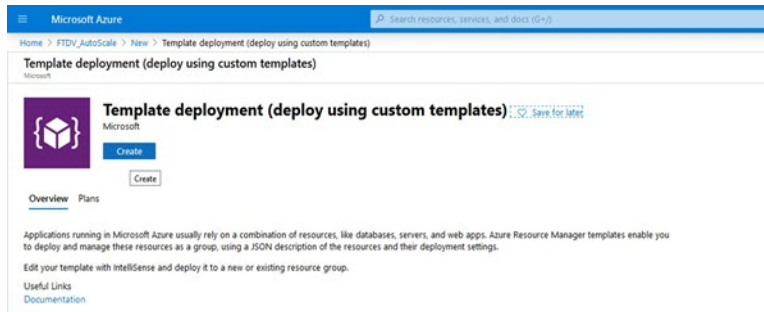 Microsoft Azure
Search resources, services, and docs (G+/)
Home > FTDV_AutoScale > New > Template deployment (deploy using custom templates)
Template deployment (deploy using custom templates)
Microsoft
Template deployment (deploy using custom templates)
Save for later
Microsoft
Create
Create
Overview Plans
Applications running in Microsoft Azure usually rely on a combination of resources, like databases, servers, and web apps. Azure Resource Manager templates enable you
to deploy and manage these resources as a group, using a JSON description of the resources and their deployment settings.
Edit your template with IntelliSense and deploy it to a new or existing resource group.
Useful Links
Documentation